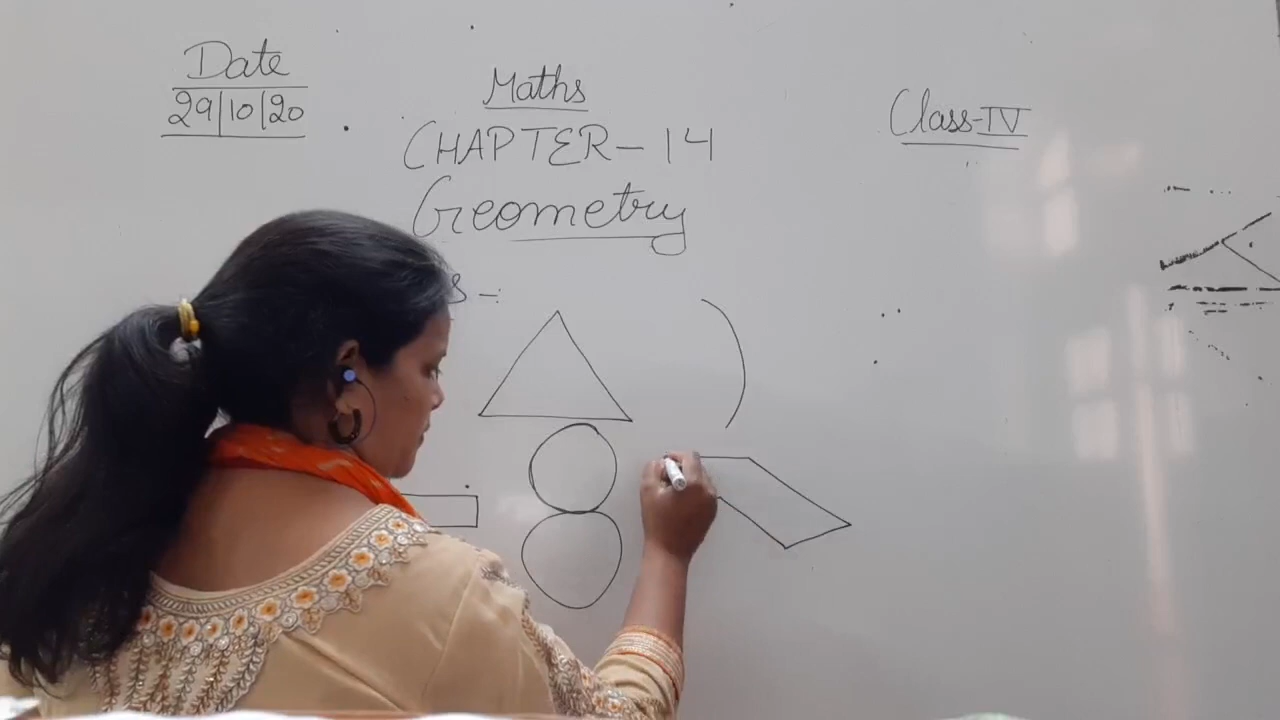 Date
29/10/20
Maths
Class-IV
CHAPTER-14
Geometry